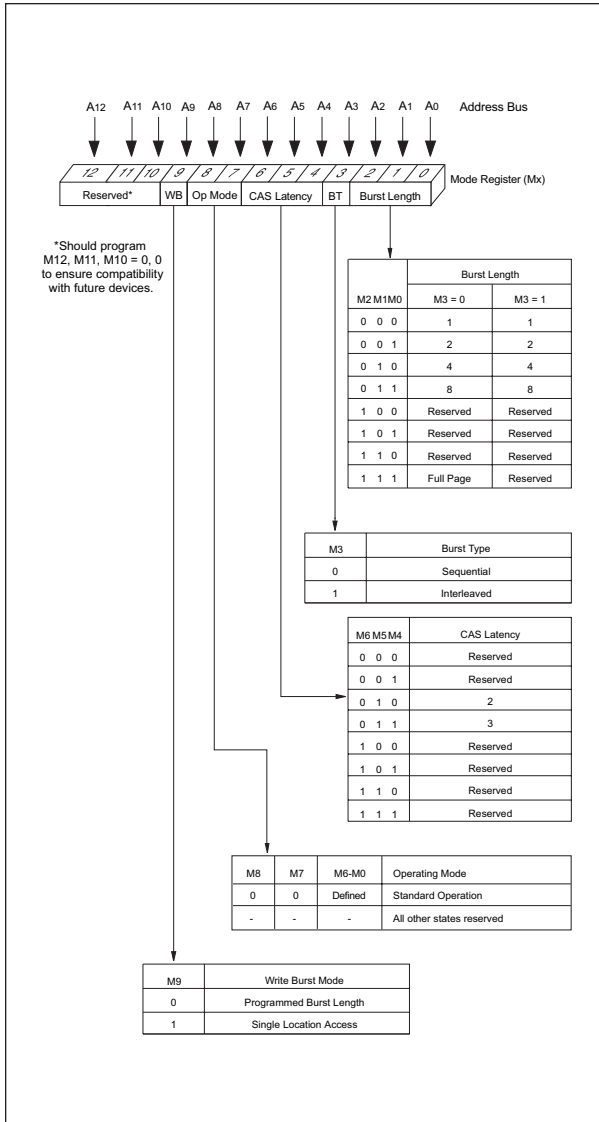 A12 A11 A10 A9 A8 A7 A6 A5 A4 A3 A2 A1 A0 Address Bus
12 11 10 9 8 7 6 5 4 3 2 1 0 Mode Register (Mx)
Reserved* WB Op Mode CAS Latency BT Burst Length
*Should program
M12, M11, M10 = 0, 0
to ensure compatibility
with future devices.
Burst Length
M2 M1 M0 M3 = 0 M3 = 1
0 0 0 1 1
0 0 1 2 2
0 1 0 4 4
0 1 1 8 8
1 0 0 Reserved Reserved
1 0 1 Reserved Reserved
1 1 0 Reserved Reserved
1 1 1 Full Page Reserved
M3 Burst Type
0 Sequential
1 Interleaved
M6 M5 M4 CAS Latency
0 0 0 Reserved
0 0 1 Reserved
0 1 0 2
0 1 1 3
1 0 0 Reserved
1 0 1 Reserved
1 1 0 Reserved
1 1 1 Reserved
M8 M7 M6-M0 Operating Mode
0 0 Defined Standard Operation
- - - All other states reserved
M9 Write Burst Mode
0 Programmed Burst Length
1 Single Location Access